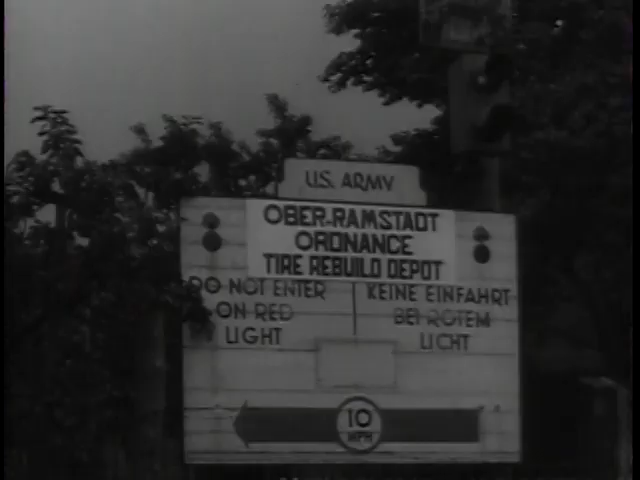 U.S. ARMY
OBER-RAMSTADT
ORDNANCE
TIRE REBUILD DEPOT
DO NOT ENTER
ON RED
LIGHT
KEINE EINFAHRT
BEI ROTEM
LICHT
10
MPH